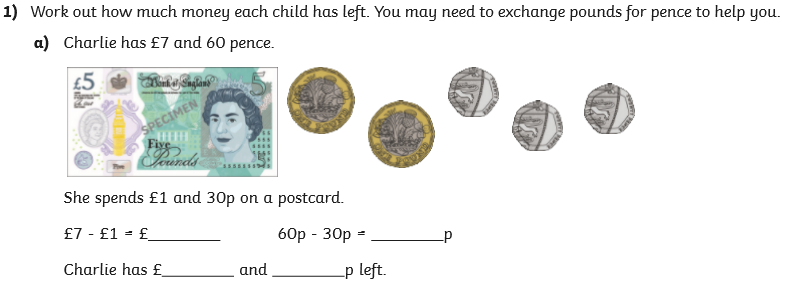 1) Work out how much money each child has left. You may need to exchange pounds for pence to help you.
a) Charlie has £7 and 60 pence.
£5
Bank of England
5
SPECIMEN
Five
Pounds
She spends £1 and 30p on a postcard.
£7 - £1 = £________
60p - 30p = ________p
Charlie has £________ and ________p left.